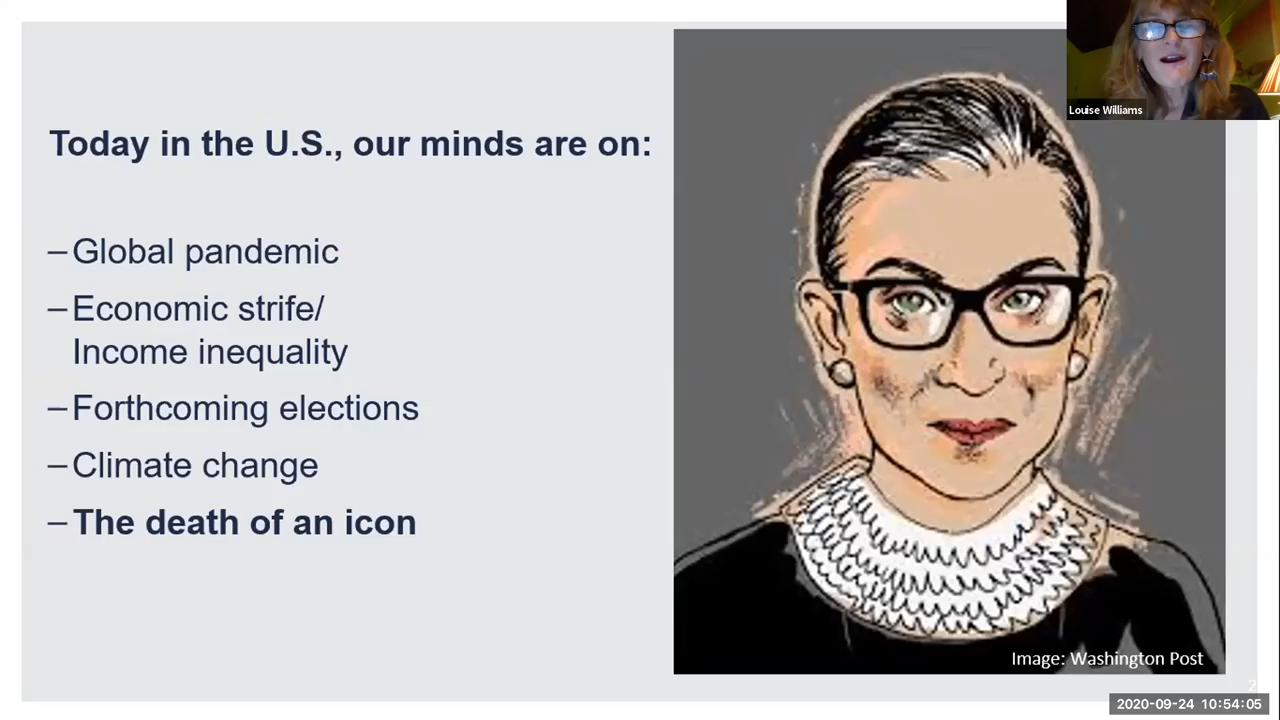 Today in the U.S., our minds are on:
–Global pandemic
–Economic strife/
Income inequality
–Forthcoming elections
–Climate change
–The death of an icon
Louise Williams
Image: Washington Post
2
2020-09-24 10:54:05